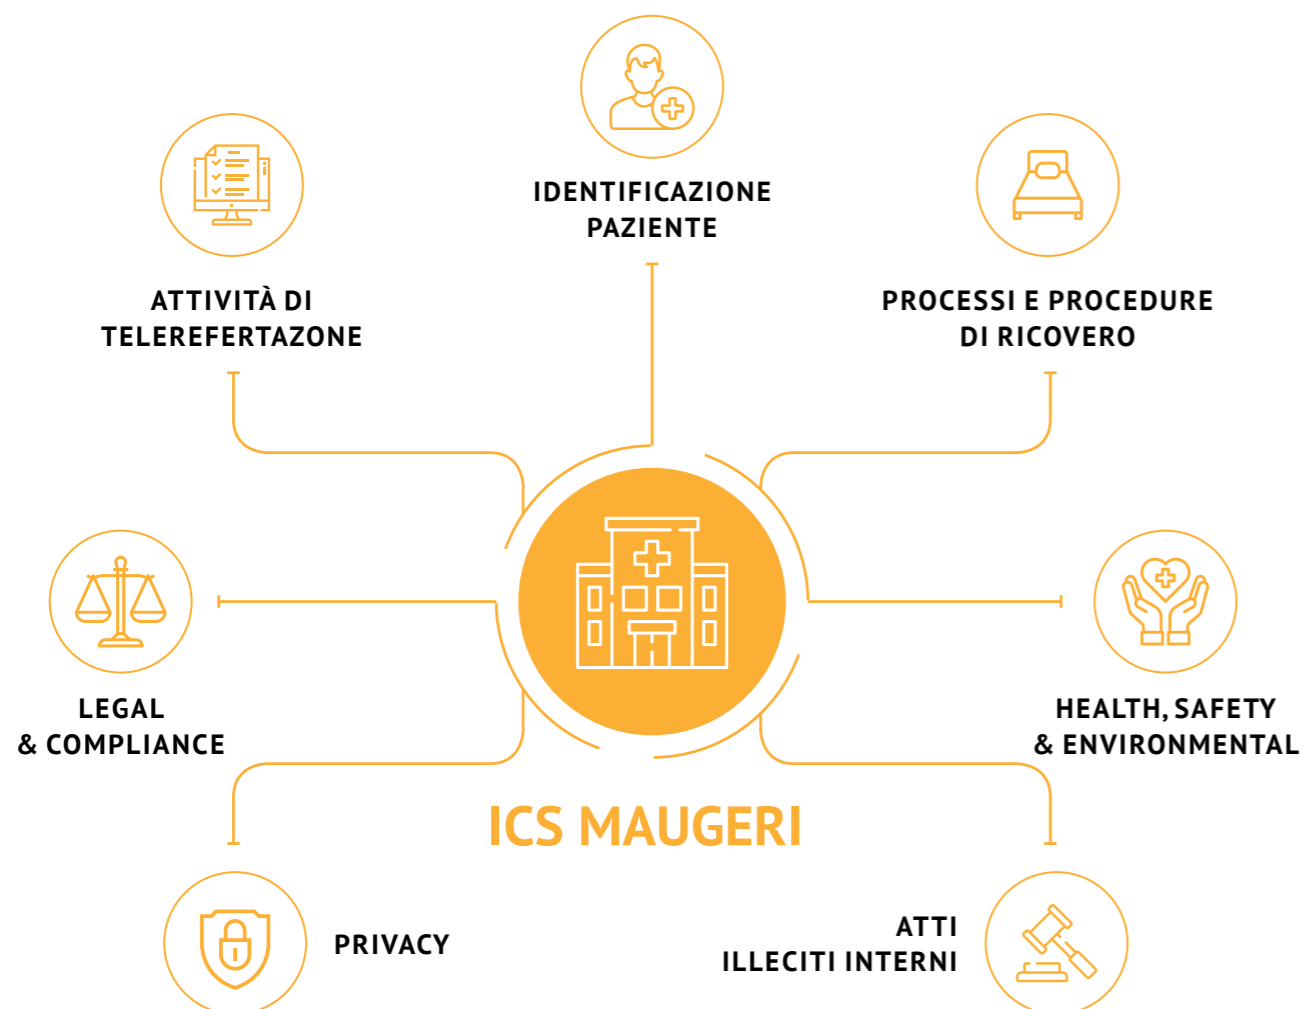 IDENTIFICAZIONE
PAZIENTE
ATTIVITÀ DI
TELEREFERTAZONE
PROCESSI E PROCEDURE
DI RICOVERO
LEGAL
& COMPLIANCE
HEALTH, SAFETY
& ENVIRONMENTAL
ICS MAUGERI
PRIVACY
ATTI
ILLECITI INTERNI